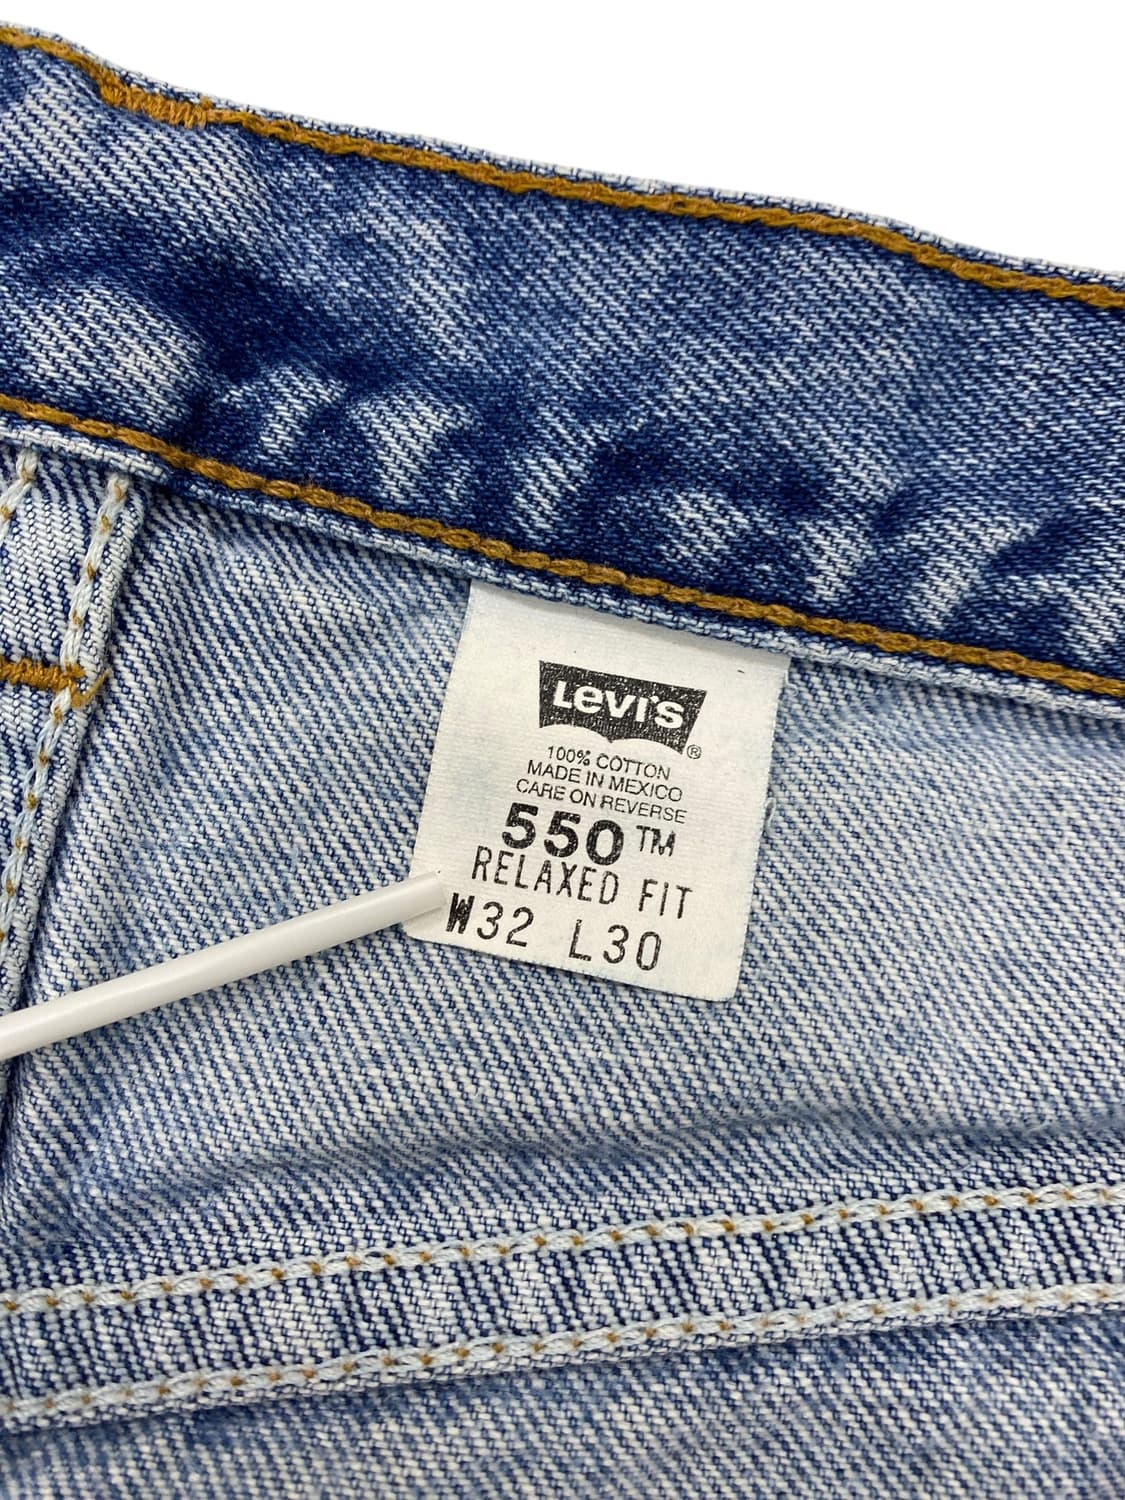 LEVI'S®
100% COTTON
MADE IN MEXICO
CARE ON REVERSE
550™
RELAXED FIT
W32 L30